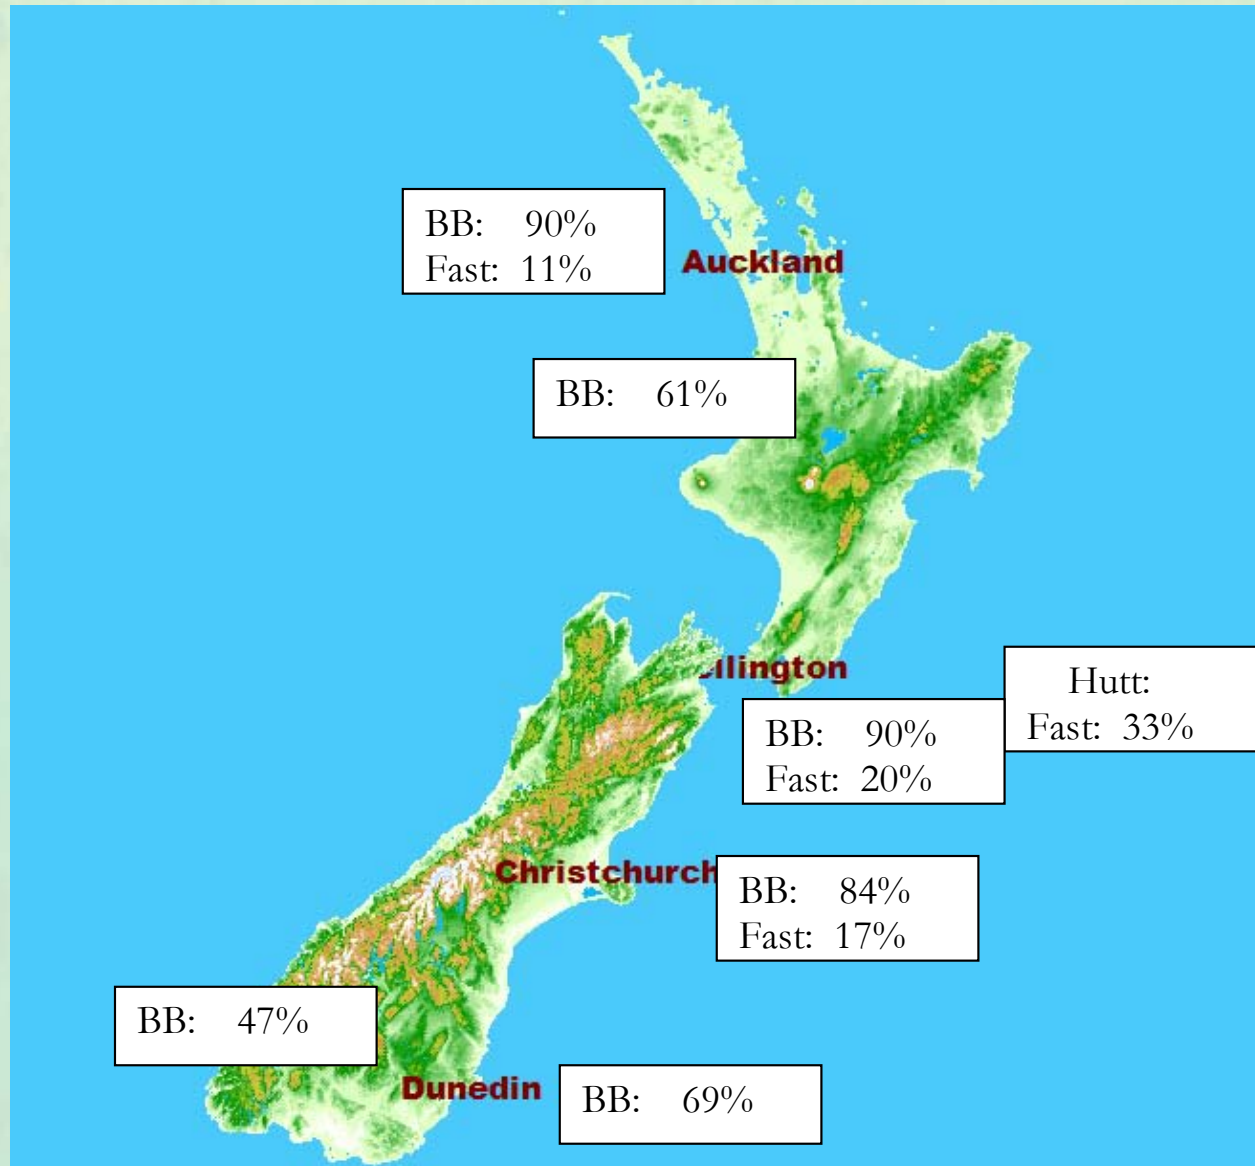 BB: 90%
Fast: 11%
Auckland
BB: 61%
ellington
Hutt:
Fast: 33%
BB: 90%
Fast: 20%
Christchurch
BB: 84%
Fast: 17%
BB: 47%
Dunedin
BB: 69%